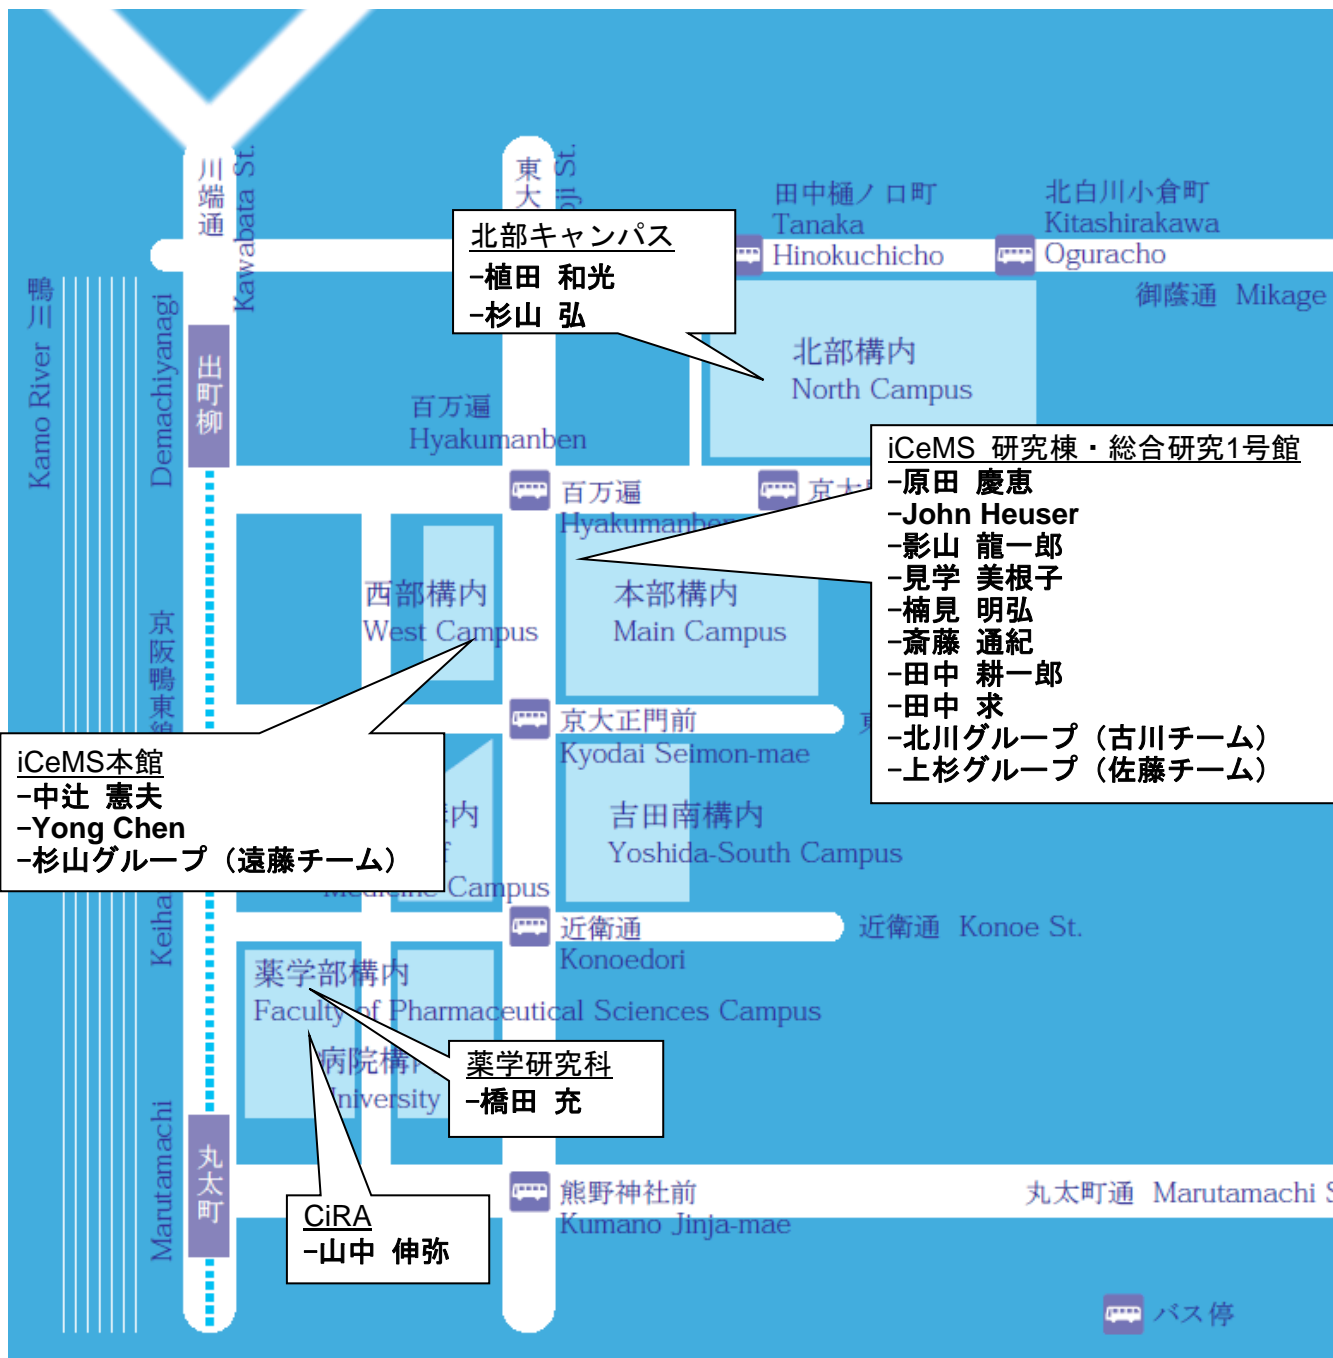 川端通
Kawabata St.
東大
oji St.
田中樋ノ口町
Tanaka
Hinokuchicho
北白川小倉町
Kitashirakawa
Oguracho
御蔭通 Mikage
北部キャンパス
-植田 和光
-杉山 弘
鴨川
Kamo River
Demachiyanagi
出町柳
北部構内
North Campus
百万遍
Hyakumanben
百万遍
Hyakumanben
京大
iCeMS 研究棟・総合研究1号館
-原田 慶恵
-John Heuser
-影山 龍一郎
-見学 美根子
-楠見 明弘
-斎藤 通紀
-田中 耕一郎
-田中 求
-北川グループ（古川チーム）
-上杉グループ（佐藤チーム）
西部構内
West Campus
本部構内
Main Campus
京阪鴨東線
Keiha
京大正門前
Kyodai Seimon-mae
iCeMS本館
-中辻 憲夫
-Yong Chen
-杉山グループ（遠藤チーム）
構内
Medicine Campus
吉田南構内
Yoshida-South Campus
近衛通
Konoedori
近衛通 Konoe St.
薬学部構内
Faculty of Pharmaceutical Sciences Campus
病院構内
University
薬学研究科
-橋田 充
Marutamachi
丸太町
CiRA
-山中 伸弥
熊野神社前
Kumano Jinja-mae
丸太町通 Marutamachi S
バス停